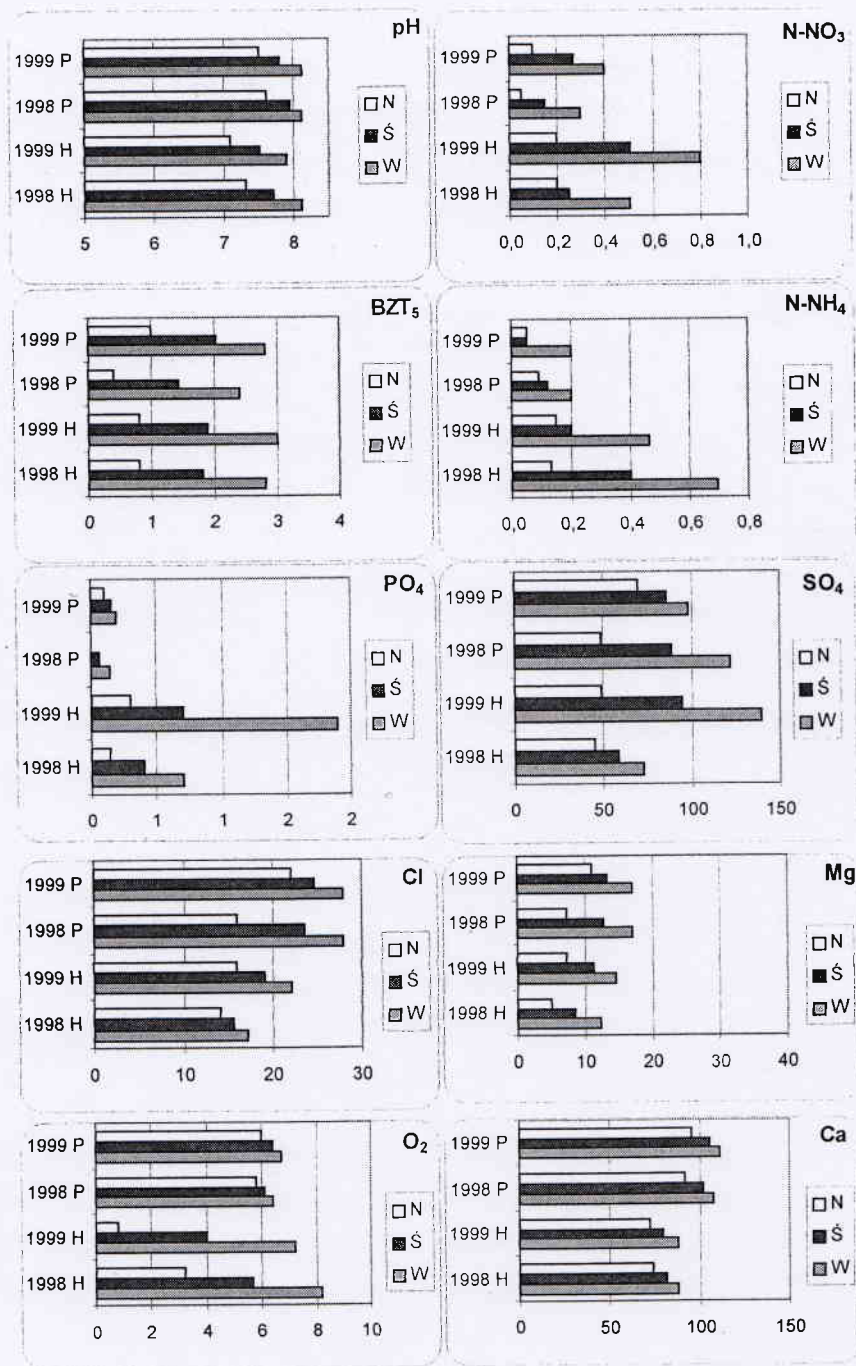 pH
1999 P
1998 P
1999 H
1998 H
N
Ś
W
5 6 7 8
N-NO₃
1999 P
1998 P
1999 H
1998 H
N
Ś
W
0,0 0,2 0,4 0,6 0,8 1,0
BZT₅
1999 P
1998 P
1999 H
1998 H
N
Ś
W
0 1 2 3 4
N-NH₄
1999 P
1998 P
1999 H
1998 H
N
Ś
W
0,0 0,2 0,4 0,6 0,8
PO₄
1999 P
1998 P
1999 H
1998 H
N
Ś
W
0 1 1 2 2
SO₄
1999 P
1998 P
1999 H
1998 H
N
Ś
W
0 50 100 150
Cl
1999 P
1998 P
1999 H
1998 H
N
Ś
W
0 10 20 30
Mg
1999 P
1998 P
1999 H
1998 H
N
Ś
W
0 10 20 30 40
O₂
1999 P
1998 P
1999 H
1998 H
N
Ś
W
0 2 4 6 8 10
Ca
1999 P
1998 P
1999 H
1998 H
N
Ś
W
0 50 100 150